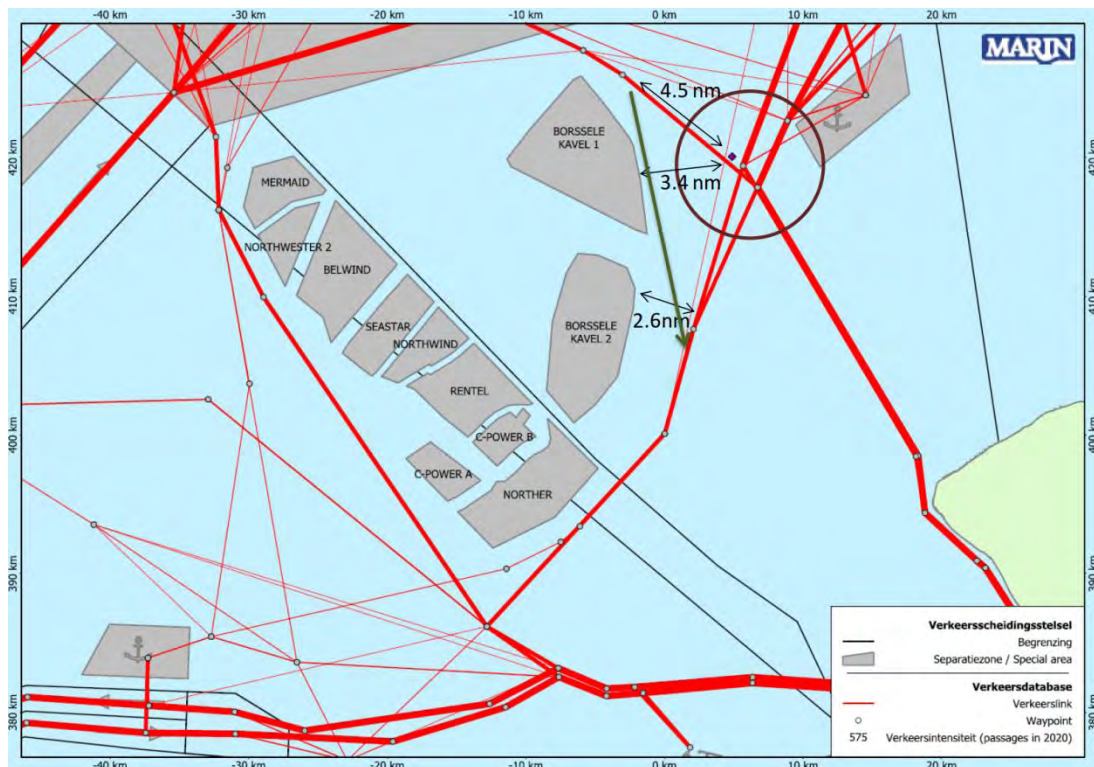 -40 km
-30 km
-20 km
-10 km
0 km
10 km
20 km
MARIN
4.5 nm
BORSSELE
KAVEL 1
420 km
420 km
3.4 nm
MERMAID
NORTHWESTER 2
BELWIND
410 km
410 km
SEASTAR
NORTHWIND
2.6nm
BORSSELE
KAVEL 2
RENTEL
400 km
400 km
C-POWER B
C-POWER A
NORTHER
390 km
390 km
Verkeersscheidingsstelsel
Begrenzing
Separatiezone / Special area
Verkeersdatabase
Verkeerslink
Waypoint
575 Verkeersintensiteit (passages in 2020)
380 km
380 km
-40 km
-30 km
-20 km
-10 km
0 km
10 km
20 km